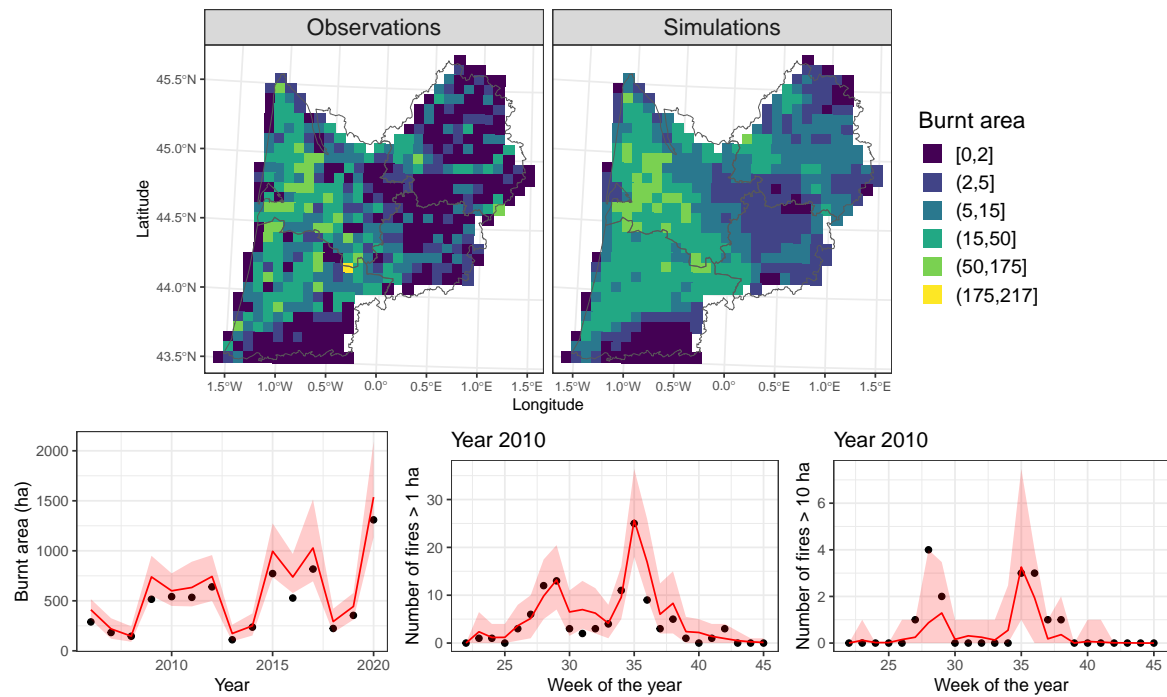 Observations
Simulations
45.5°N
45.0°N
44.5°N
44.0°N
43.5°N
Latitude
1.5°W 1.0°W 0.5°W 0.0° 0.5°E 1.0°E 1.5°E
1.5°W 1.0°W 0.5°W 0.0° 0.5°E 1.0°E 1.5°E
Longitude
Burnt area
[0,2]
(2,5]
(5,15]
(15,50]
(50,175]
(175,217]
2000
1500
1000
500
0
Burnt area (ha)
2010 2015 2020
Year
Year 2010
30
20
10
0
Number of fires > 1 ha
25 30 35 40 45
Week of the year
Year 2010
6
4
2
0
Number of fires > 10 ha
25 30 35 40 45
Week of the year